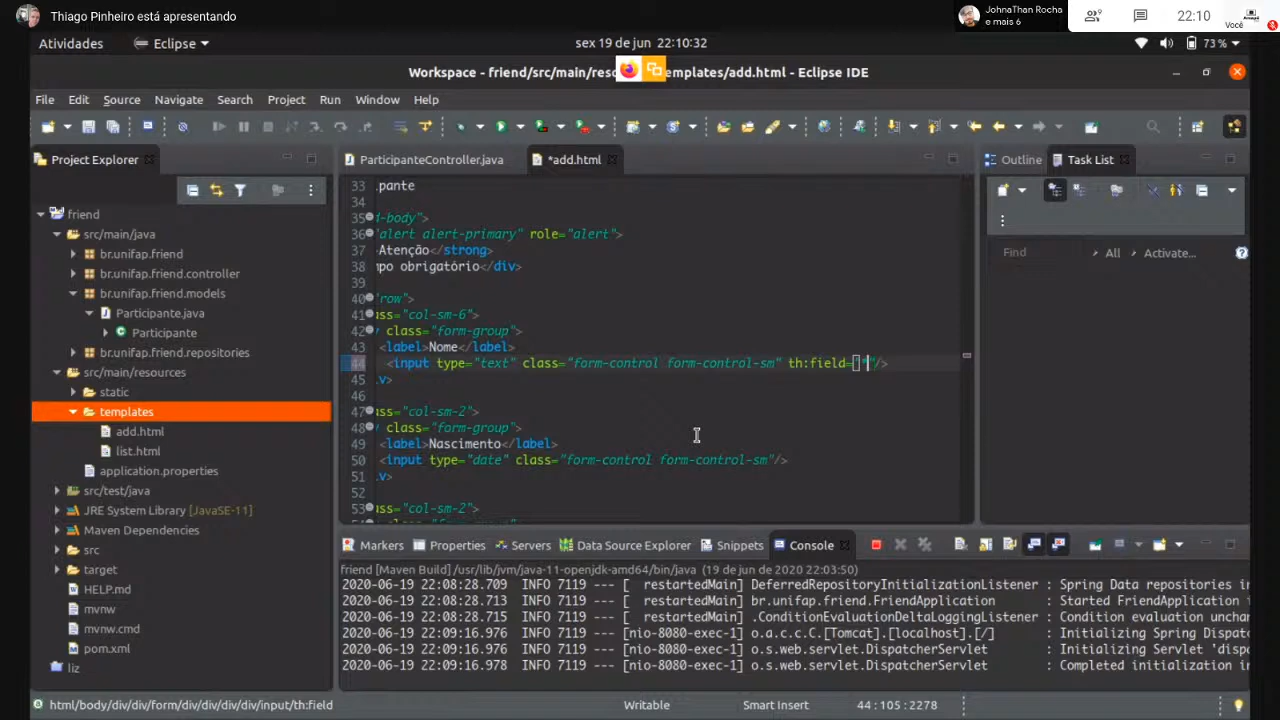 Thiago Pinheiro está apresentando
JohnaThan Rocha
e mais 6
22:10
Você
Atividades
Eclipse
sex 19 de jun 22:10:32
73 %
Workspace - friend/src/main/reso
emplates/add.html - Eclipse IDE
File Edit Source Navigate Search Project Run Window Help
Project Explorer
ParticipanteController.java
*add.html
Outline
Task List
friend
src/main/java
br.unifap.friend
br.unifap.friend.controller
br.unifap.friend.models
Participante.java
Participante
br.unifap.friend.repositories
src/main/resources
static
templates
add.html
list.html
application.properties
src/test/java
JRE System Library [JavaSE-11]
Maven Dependencies
src
target
HELP.md
mvnw
mvnw.cmd
pom.xml
liz
33 .pante
34
35 d-body">
36 "alert alert-primary" role="alert">
37 Atenção</strong>
38 mpo obrigatório</div>
39
40 "row">
41 ass="col-sm-6">
42 class="form-group">
43 <label>Nome</label>
44 <input type="text" class="form-control form-control-sm" th:field=""/>
45 v>
46
47 ass="col-sm-2">
48 class="form-group">
49 <label>Nascimento</label>
50 <input type="date" class="form-control form-control-sm"/>
51 v>
52
53 ass="col-sm-2">
Find
All
Activate...
Markers
Properties
Servers
Data Source Explorer
Snippets
Console
friend [Maven Build] /usr/lib/jvm/java-11-openjdk-amd64/bin/java (19 de jun de 2020 22:03:50)
2020-06-19 22:08:28.709 INFO 7119 --- [ restartedMain] DeferredRepositoryInitializationListener : Spring Data repositories i
2020-06-19 22:08:28.713 INFO 7119 --- [ restartedMain] br.unifap.friend.FriendApplication : Started FriendApplication
2020-06-19 22:08:28.715 INFO 7119 --- [ restartedMain] .ConditionEvaluationDeltaLoggingListener : Condition evaluation uncha
2020-06-19 22:09:16.976 INFO 7119 --- [nio-8080-exec-1] o.a.c.c.C.[Tomcat].[localhost].[/] : Initializing Spring Dispat
2020-06-19 22:09:16.976 INFO 7119 --- [nio-8080-exec-1] o.s.web.servlet.DispatcherServlet : Initializing Servlet 'disp
2020-06-19 22:09:16.978 INFO 7119 --- [nio-8080-exec-1] o.s.web.servlet.DispatcherServlet : Completed initialization i
html/body/div/div/form/div/div/div/div/input/th:field
Writable
Smart Insert
44 : 105 : 2278